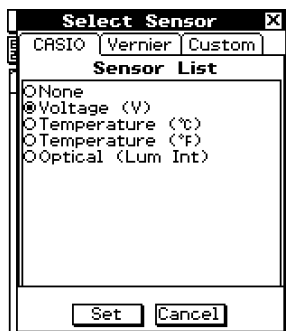 Select Sensor X
CASIO Vernier Custom
Sensor List
None
Voltage (V)
Temperature (°C)
Temperature (°F)
Optical (Lum Int)
Set Cancel